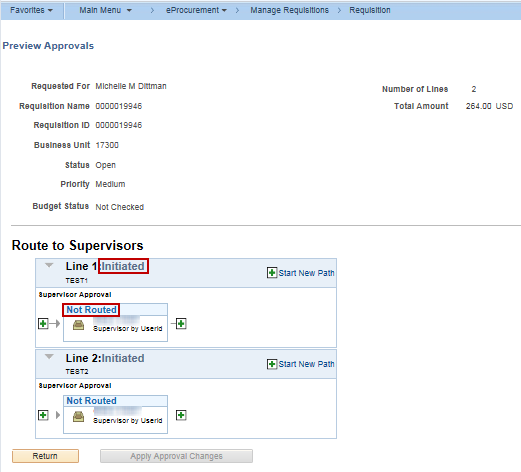 Favorites Main Menu > eProcurement > Manage Requisitions > Requisition
Preview Approvals
Requested For Michelle M Dittman
Number of Lines 2
Requisition Name 0000019946
Total Amount 264.00 USD
Requisition ID 0000019946
Business Unit 17300
Status Open
Priority Medium
Budget Status Not Checked
Route to Supervisors
Line 1:Initiated
Start New Path
TEST1
Supervisor Approval
Not Routed
Supervisor by Userid
Line 2:Initiated
Start New Path
TEST2
Supervisor Approval
Not Routed
Supervisor by Userid
Return Apply Approval Changes